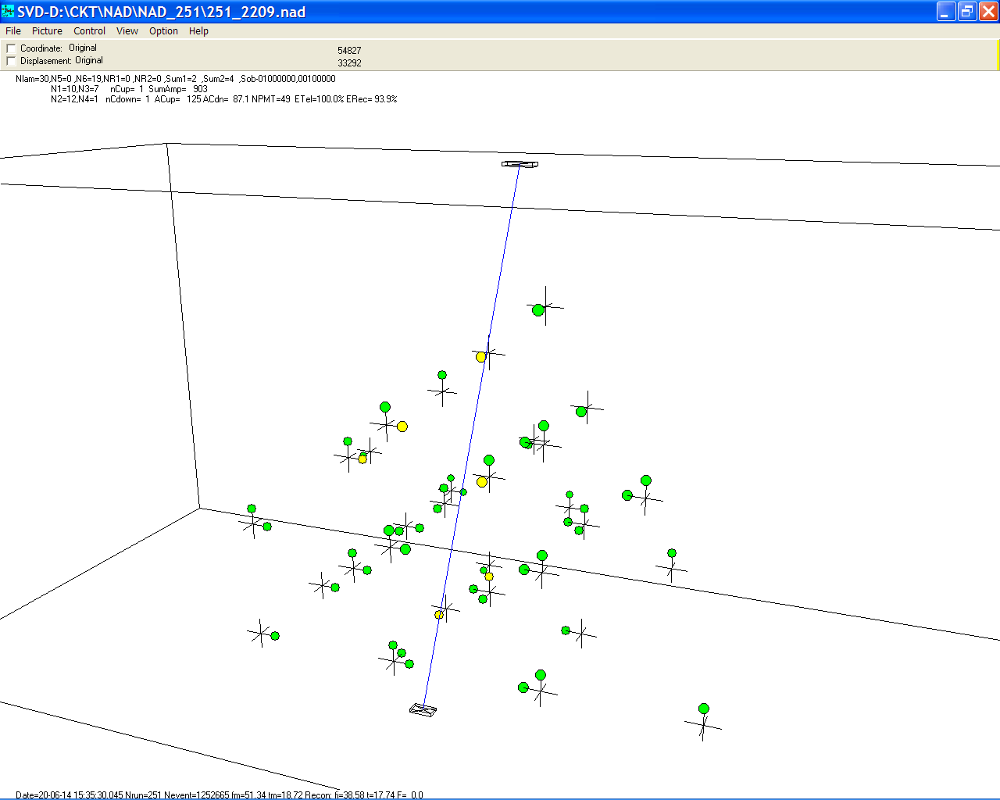 SVD-D:\CKT\NAD\NAD_251\251_2209.nad
File Picture Control View Option Help
Coordinate: Original 54827
Displasement: Original 33292
Nlam=30,N5=0 ,N6=19,NR1=0 ,NR2=0 ,Sum1=2 ,Sum2=4 ,Sob-01000000,00100000
N1=10,N3=7 nCup= 1 SumAmp= 903
N2=12,N4=1 nCdown= 1 ACup= 125 ACdn= 87.1 NPMT=49 ETel=100.0% ERec= 93.9%
Date=20-06-14 15:35:30.045 Nrun=251 Nevent=1252665 fm=51.34 tm=18.72 Recon: fi=38.58 t=17.74 F= 0.0